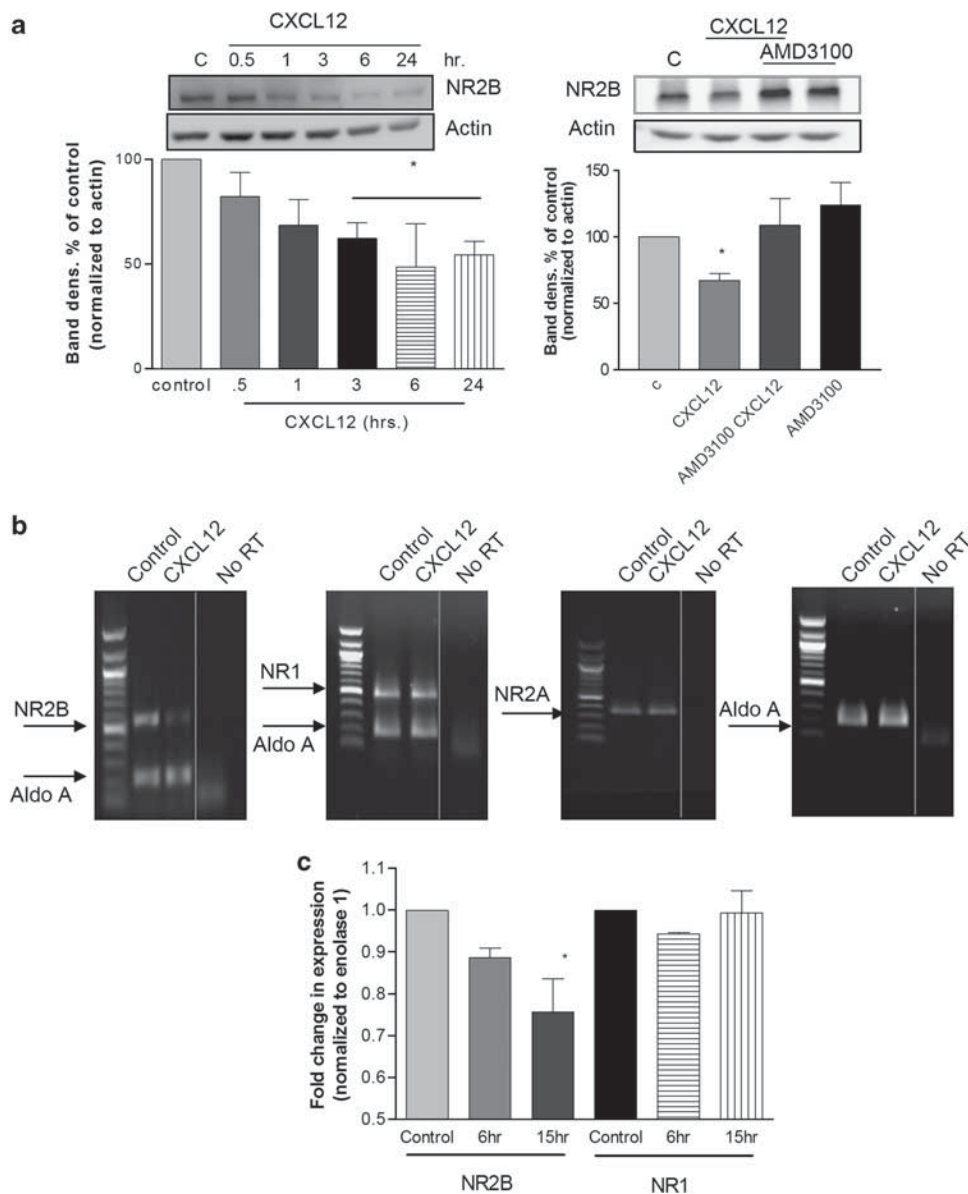 a
CXCL12
C 0.5 1 3 6 24 hr.
NR2B
Actin
Band dens. % of control
(normalized to actin)
100
50
0
*
control .5 1 3 6 24
CXCL12 (hrs.)
CXCL12
C AMD3100
NR2B
Actin
Band dens. % of control
(normalized to actin)
150
100
50
0
*
c
CXCL12
AMD3100 CXCL12
AMD3100
b
Control
CXCL12
No RT
NR2B
Aldo A
Control
CXCL12
No RT
NR1
Aldo A
Control
CXCL12
No RT
NR2A
Control
CXCL12
No RT
Aldo A
c
Fold change in expression
(nomalized to enolase 1)
1.1
1.0
0.9
0.8
0.7
0.6
0.5
*
Control 6hr 15hr Control 6hr 15hr
NR2B NR1